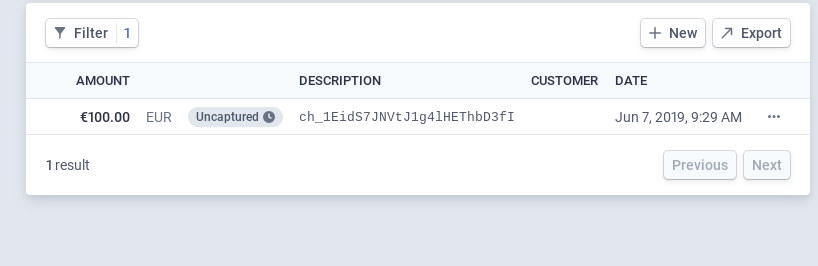 Filter 1 New Export
AMOUNT DESCRIPTION CUSTOMER DATE
€100.00 EUR Uncaptured ch_1EidS7JNVtJ1g4lHEThbD3fI Jun 7, 2019, 9:29 AM
1 result Previous Next